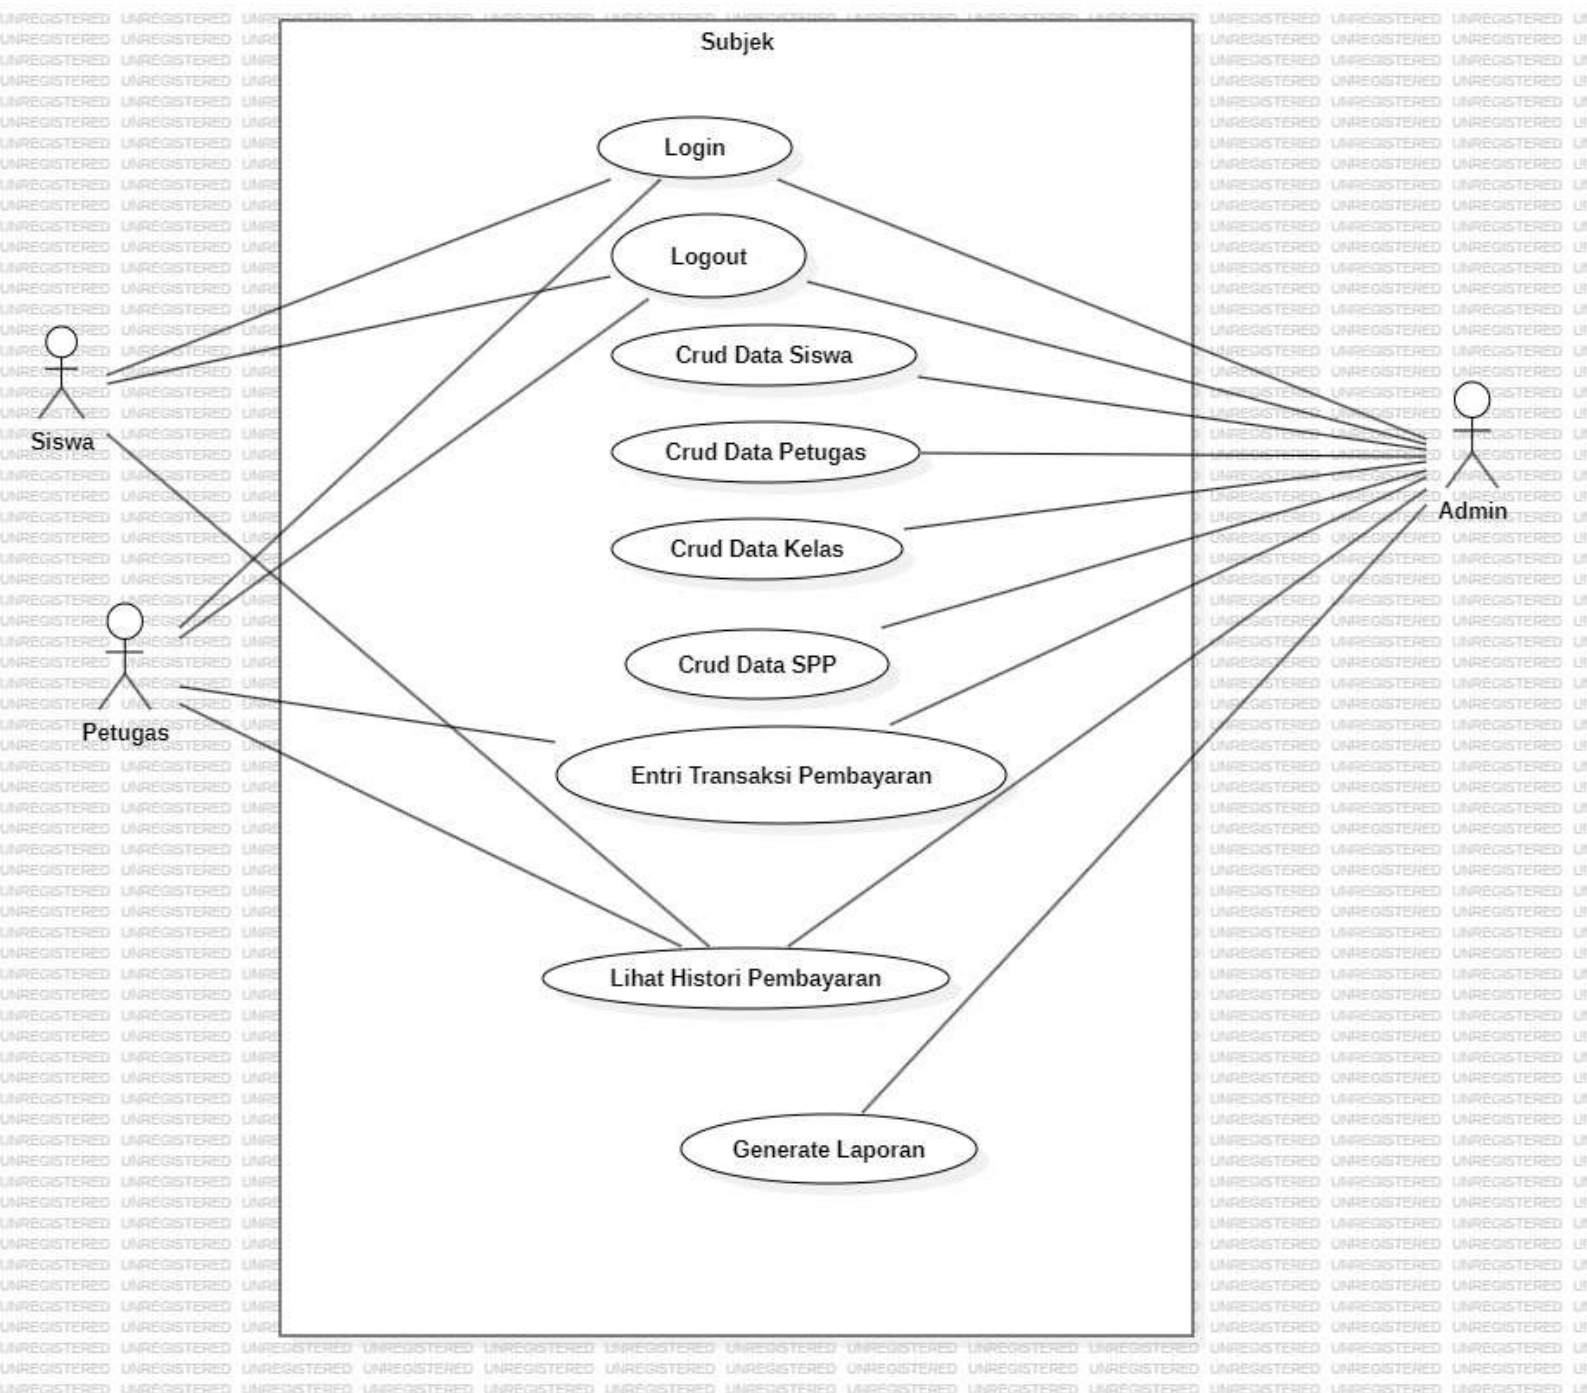 Subjek
Login
Logout
Crud Data Siswa
Siswa
Crud Data Petugas
Admin
Crud Data Kelas
Crud Data SPP
Petugas
Entri Transaksi Pembayaran
Lihat Histori Pembayaran
Generate Laporan
UNREGISTERED